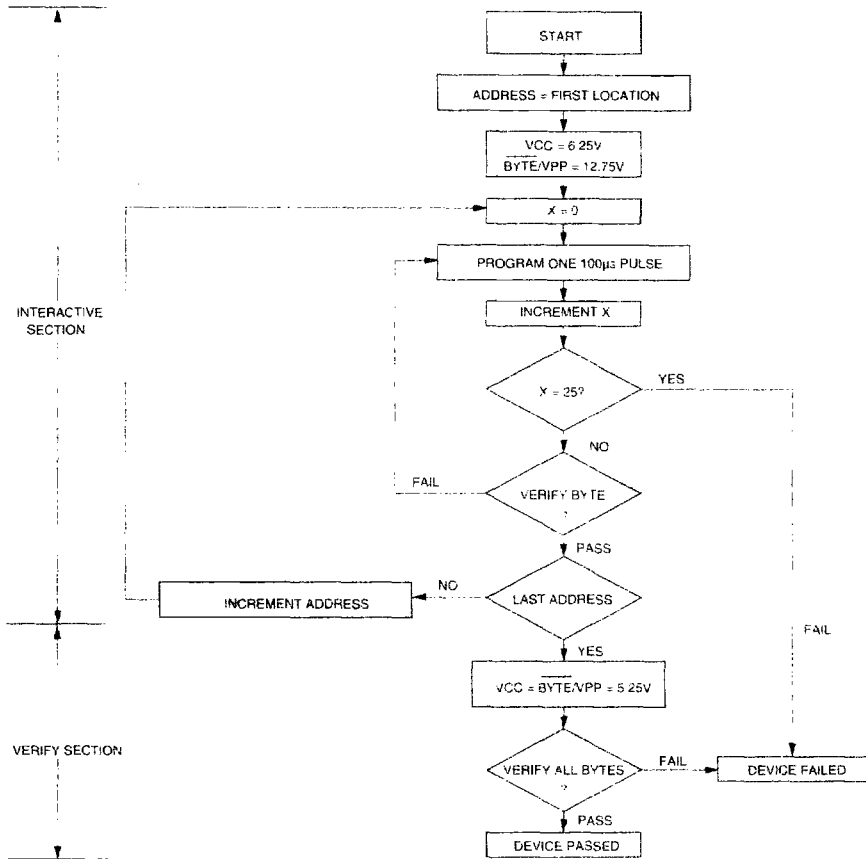 START
ADDRESS = FIRST LOCATION
VCC = 6.25V
BYTE/VPP = 12.75V
X = 0
PROGRAM ONE 100µs PULSE
INTERACTIVE
SECTION
INCREMENT X
X = 25?
YES
NO
FAIL
VERIFY BYTE
?
PASS
NO
INCREMENT ADDRESS
LAST ADDRESS
FAIL
YES
VCC = BYTE/VPP = 5.25V
VERIFY SECTION
VERIFY ALL BYTES
?
FAIL
DEVICE FAILED
PASS
DEVICE PASSED